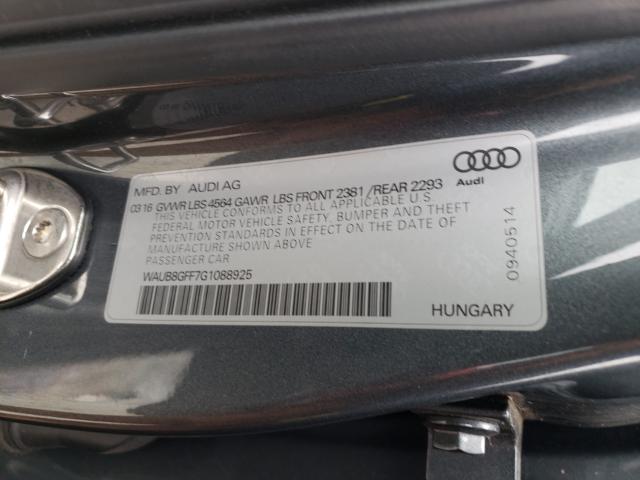 MFD. BY AUDI AG
0316 GVWR LBS 4564 GAWR LBS FRONT 2381 / REAR 2293
THIS VEHICLE CONFORMS TO ALL APPLICABLE U.S.
FEDERAL MOTOR VEHICLE SAFETY, BUMPER AND THEFT
PREVENTION STANDARDS IN EFFECT ON THE DATE OF
MANUFACTURE SHOWN ABOVE
PASSENGER CAR
WAUB8GFF7G1088925
Audi
0940514
HUNGARY